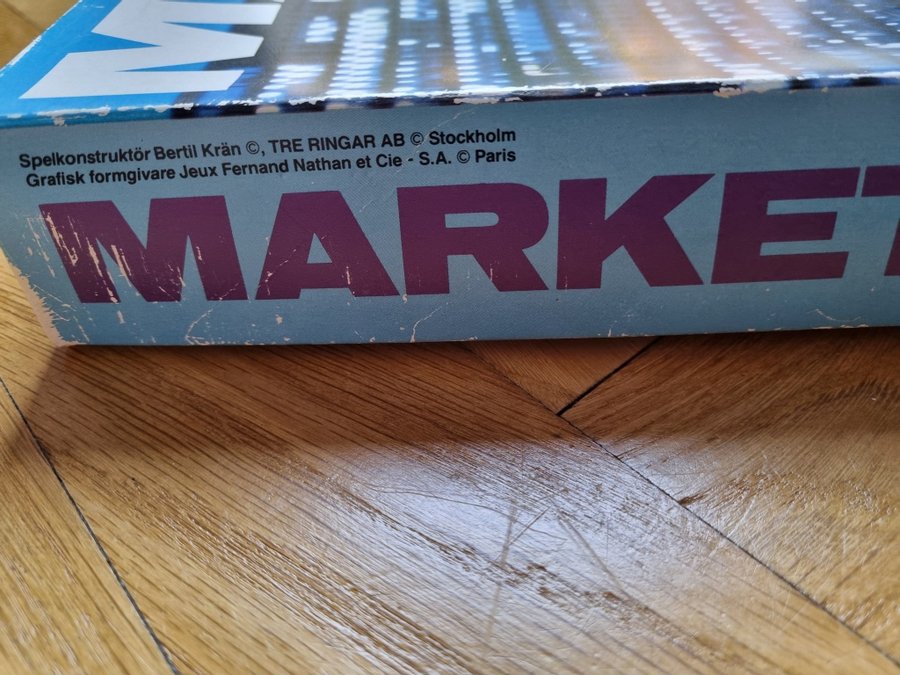 M
Spelkonstruktör Bertil Krän ©, TRE RINGAR AB © Stockholm
Grafisk formgivare Jeux Fernand Nathan et Cie - S.A. © Paris
MARKET